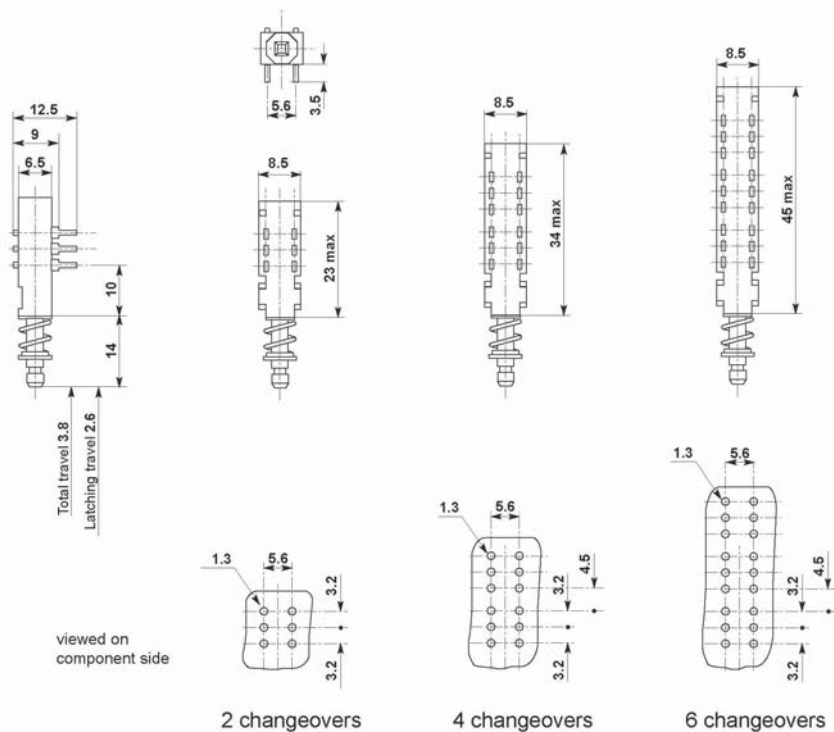 3.5
5.6
12.5
9
6.5
10
14
Total travel 3.8
Latching travel 2.6
8.5
23 max
8.5
34 max
8.5
45 max
viewed on
component side
1.3
5.6
3.2
3.2
2 changeovers
1.3
5.6
4.5
3.2
3.2
4 changeovers
1.3
5.6
4.5
3.2
3.2
6 changeovers